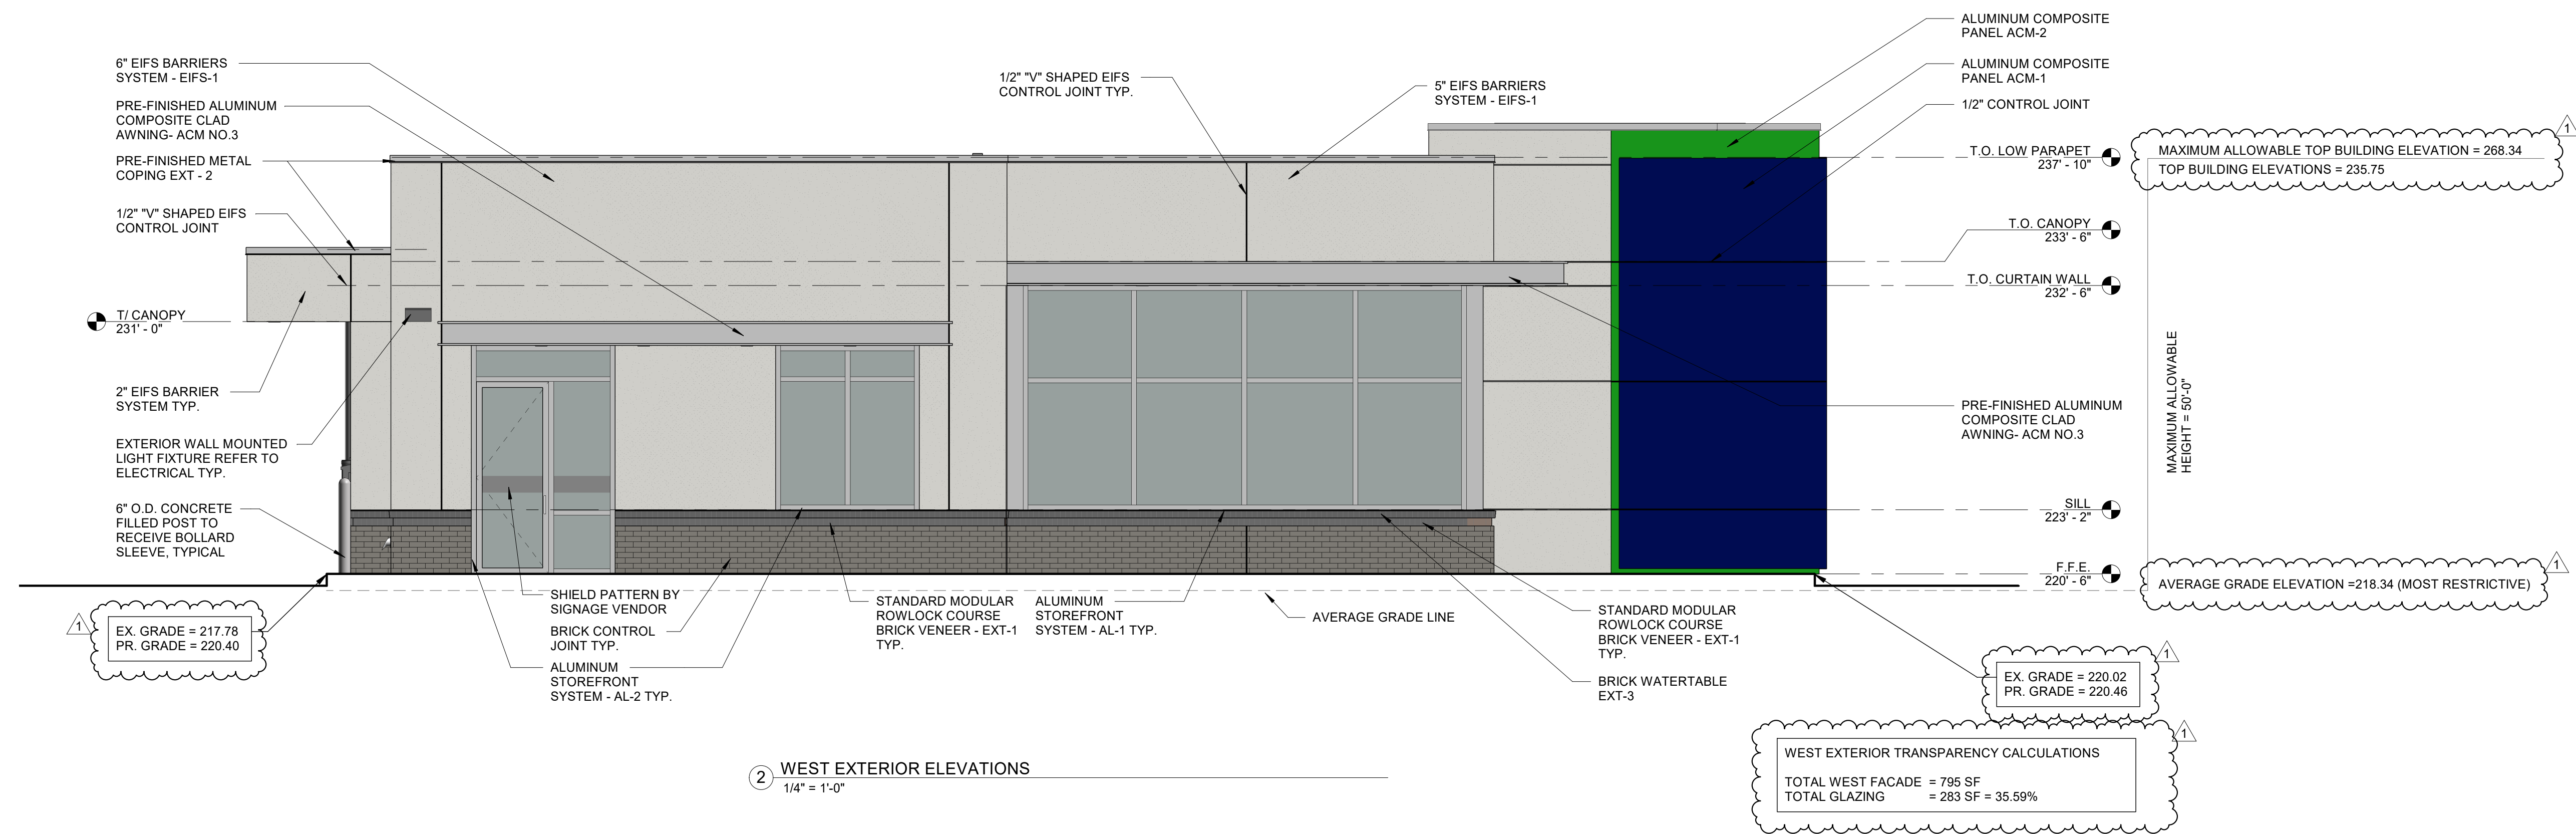 6" EIFS BARRIERS
SYSTEM - EIFS-1
PRE-FINISHED ALUMINUM
COMPOSITE CLAD
AWNING- ACM NO.3
PRE-FINISHED METAL
COPING EXT - 2
1/2" "V" SHAPED EIFS
CONTROL JOINT
T/ CANOPY
231' - 0"
2" EIFS BARRIER
SYSTEM TYP.
EXTERIOR WALL MOUNTED
LIGHT FIXTURE REFER TO
ELECTRICAL TYP.
6" O.D. CONCRETE
FILLED POST TO
RECEIVE BOLLARD
SLEEVE, TYPICAL
1
EX. GRADE = 217.78
PR. GRADE = 220.40
1/2" "V" SHAPED EIFS
CONTROL JOINT TYP.
5" EIFS BARRIERS
SYSTEM - EIFS-1
ALUMINUM COMPOSITE
PANEL ACM-2
ALUMINUM COMPOSITE
PANEL ACM-1
1/2" CONTROL JOINT
T.O. LOW PARAPET
237' - 10"
1
MAXIMUM ALLOWABLE TOP BUILDING ELEVATION = 268.34
TOP BUILDING ELEVATIONS = 235.75
T.O. CANOPY
233' - 6"
T.O. CURTAIN WALL
232' - 6"
MAXIMUM ALLOWABLE
HEIGHT = 50'-0"
PRE-FINISHED ALUMINUM
COMPOSITE CLAD
AWNING- ACM NO.3
SILL
223' - 2"
F.F.E.
220' - 6"
1
AVERAGE GRADE ELEVATION =218.34 (MOST RESTRICTIVE)
SHIELD PATTERN BY
SIGNAGE VENDOR
BRICK CONTROL
JOINT TYP.
ALUMINUM
STOREFRONT
SYSTEM - AL-2 TYP.
STANDARD MODULAR
ROWLOCK COURSE
BRICK VENEER - EXT-1
TYP.
ALUMINUM
STOREFRONT
SYSTEM - AL-1 TYP.
AVERAGE GRADE LINE
STANDARD MODULAR
ROWLOCK COURSE
BRICK VENEER - EXT-1
TYP.
BRICK WATERTABLE
EXT-3
1
EX. GRADE = 220.02
PR. GRADE = 220.46
1
WEST EXTERIOR TRANSPARENCY CALCULATIONS
TOTAL WEST FACADE = 795 SF
TOTAL GLAZING = 283 SF = 35.59%
2 WEST EXTERIOR ELEVATIONS
1/4" = 1'-0"